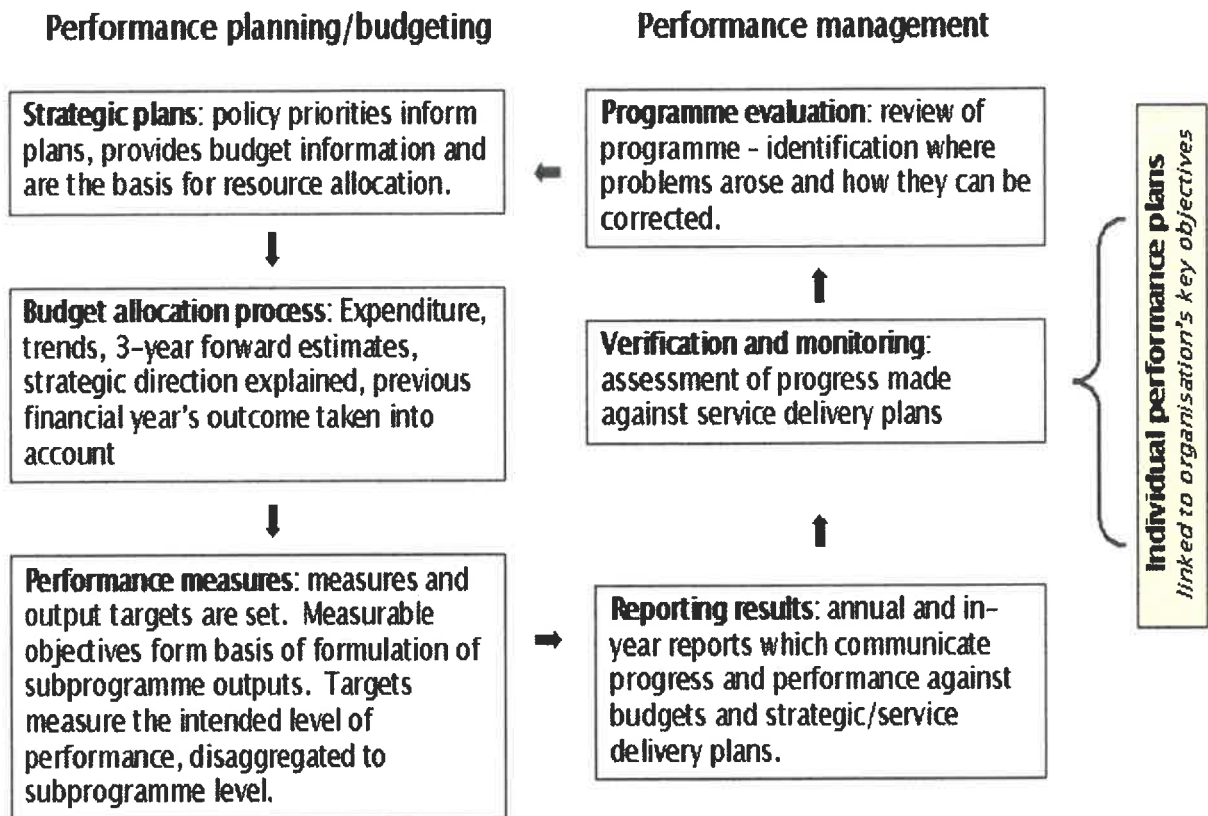 Performance planning/budgeting
Strategic plans: policy priorities inform
plans, provides budget information and
are the basis for resource allocation.
Budget allocation process: Expenditure,
trends, 3-year forward estimates,
strategic direction explained, previous
financial year's outcome taken into
account
Performance measures: measures and
output targets are set. Measurable
objectives form basis of formulation of
subprogramme outputs. Targets
measure the intended level of
performance, disaggregated to
subprogramme level.
Performance management
Programme evaluation: review of
programme - identification where
problems arose and how they can be
corrected.
Verification and monitoring:
assessment of progress made
against service delivery plans
Reporting results: annual and in-
year reports which communicate
progress and performance against
budgets and strategic/service
delivery plans.
Individual performance plans
linked to organisation's key objectives